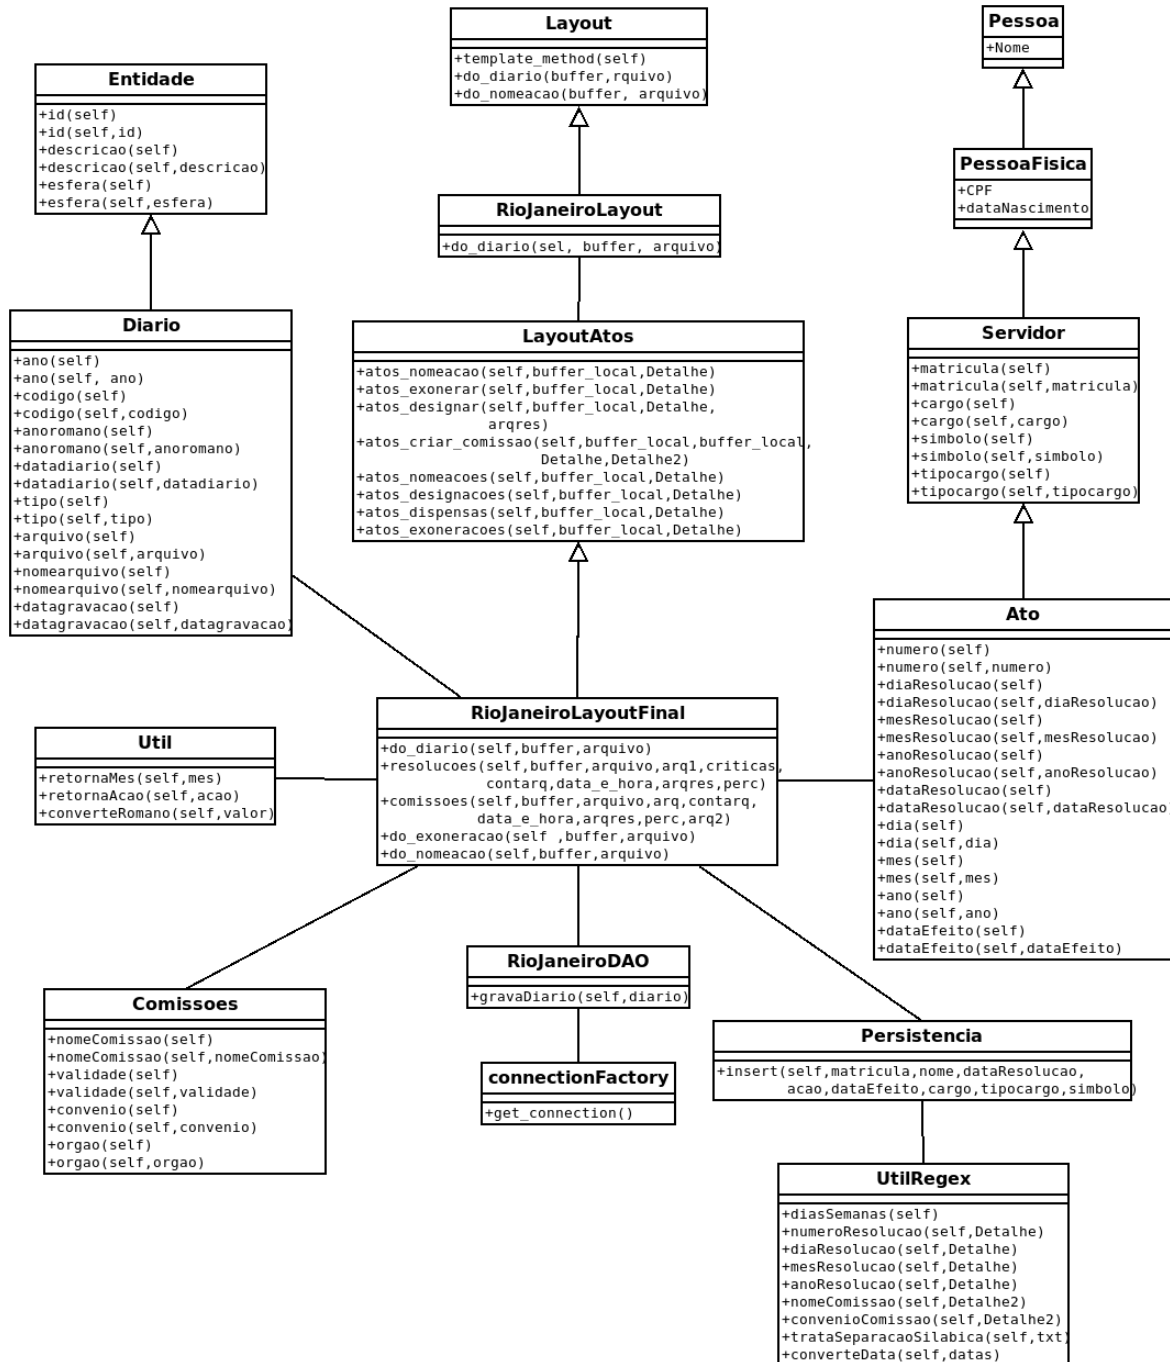 Layout
+template_method(self)
+do_diario(buffer,rquivo)
+do_nomeacao(buffer, arquivo)
Pessoa
+Nome
Entidade
+id(self)
+id(self,id)
+descricao(self)
+descricao(self,descricao)
+esfera(self)
+esfera(self,esfera)
PessoaFisica
+CPF
+dataNascimento
RioJaneiroLayout
+do_diario(sel, buffer, arquivo)
Diario
+ano(self)
+ano(self, ano)
+codigo(self)
+codigo(self,codigo)
+anoromano(self)
+anoromano(self,anoromano)
+datadiario(self)
+datadiario(self,datadiario)
+tipo(self)
+tipo(self,tipo)
+arquivo(self)
+arquivo(self,arquivo)
+nomearquivo(self)
+nomearquivo(self,nomearquivo)
+datagravacao(self)
+datagravacao(self,datagravacao)
LayoutAtos
+atos_nomeacao(self,buffer_local,Detalhe)
+atos_exonerar(self,buffer_local,Detalhe)
+atos_designar(self,buffer_local,Detalhe,
arqres)
+atos_criar_comissao(self,buffer_local,buffer_local,
Detalhe,Detalhe2)
+atos_nomeacoes(self,buffer_local,Detalhe)
+atos_designacoes(self,buffer_local,Detalhe)
+atos_dispensas(self,buffer_local,Detalhe)
+atos_exoneracoes(self,buffer_local,Detalhe)
Servidor
+matricula(self)
+matricula(self,matricula)
+cargo(self)
+cargo(self,cargo)
+simbolo(self)
+simbolo(self,simbolo)
+tipocargo(self)
+tipocargo(self,tipocargo)
Ato
+numero(self)
+numero(self,numero)
+diaResolucao(self)
+diaResolucao(self,diaResolucao)
+mesResolucao(self)
+mesResolucao(self,mesResolucao)
+anoResolucao(self)
+anoResolucao(self,anoResolucao)
+dataResolucao(self)
+dataResolucao(self,dataResolucao)
+dia(self)
+dia(self,dia)
+mes(self)
+mes(self,mes)
+ano(self)
+ano(self,ano)
+dataEfeito(self)
+dataEfeito(self,dataEfeito)
RioJaneiroLayoutFinal
+do_diario(self,buffer,arquivo)
+resolucoes(self,buffer,arquivo,arq1,criticas,
contarq,data_e_hora,arqres,perc)
+comissoes(self,buffer,arquivo,arq,contarq,
data_e_hora,arqres,perc,arq2)
+do_exoneracao(self ,buffer,arquivo)
+do_nomeacao(self,buffer,arquivo)
Util
+retornaMes(self,mes)
+retornaAcao(self,acao)
+converteRomano(self,valor)
RioJaneiroDAO
+gravaDiario(self,diario)
Comissoes
+nomeComissao(self)
+nomeComissao(self,nomeComissao)
+validade(self)
+validade(self,validade)
+convenio(self)
+convenio(self,convenio)
+orgao(self)
+orgao(self,orgao)
connectionFactory
+get_connection()
Persistencia
+insert(self,matricula,nome,dataResolucao,
acao,dataEfeito,cargo,tipocargo,simbolo)
UtilRegex
+diasSemanas(self)
+numeroResolucao(self,Detalhe)
+diaResolucao(self,Detalhe)
+mesResolucao(self,Detalhe)
+anoResolucao(self,Detalhe)
+nomeComissao(self,Detalhe2)
+convenioComissao(self,Detalhe2)
+trataSeparacaoSilabica(self,txt)
+converteData(self,datas)